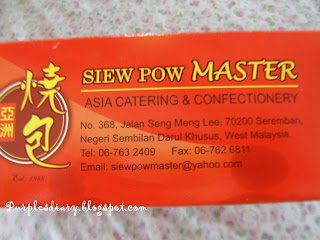 燒包
亞洲
Est. 1988
SIEW POW MASTER
ASIA CATERING & CONFECTIONERY
No. 368, Jalan Seng Meng Lee, 70200 Seremban,
Negeri Sembilan Darul Khusus, West Malaysia.
Tel: 06-763 2409 Fax: 06-762 6811
Email: siewpowmaster@yahoo.com
Purplesdiary.blogspot.com